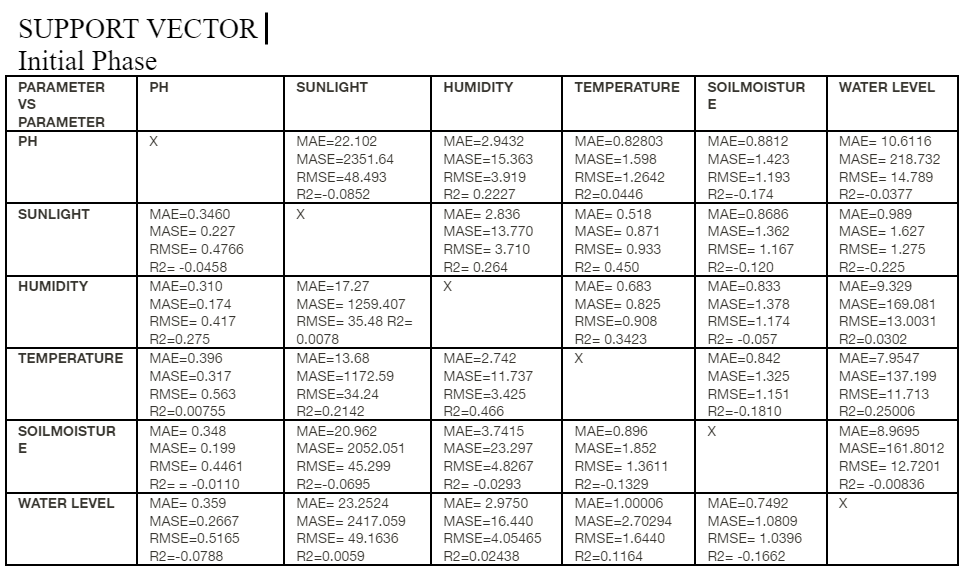 SUPPORT VECTOR
Initial Phase
PARAMETER VS PARAMETER PH SUNLIGHT HUMIDITY TEMPERATURE SOILMOISTURE WATER LEVEL
PH X MAE=22.102 MAE=2.9432 MAE=0.82803 MAE=0.8812 MAE= 10.6116
MASE=2351.64 MASE=15.363 MASE=1.598 MASE=1.423 MASE= 218.732
RMSE=48.493 RMSE=3.919 RMSE=1.2642 RMSE=1.193 RMSE= 14.789
R2=-0.0852 R2= 0.2227 R2=0.0446 R2=-0.174 R2=-0.0377
SUNLIGHT MAE=0.3460 X MAE= 2.836 MAE= 0.518 MAE=0.8686 MAE=0.989
MASE= 0.227 MASE=13.770 MASE= 0.871 MASE=1.362 MASE= 1.627
RMSE= 0.4766 RMSE= 3.710 RMSE= 0.933 RMSE= 1.167 RMSE= 1.275
R2= -0.0458 R2= 0.264 R2= 0.450 R2=-0.120 R2=-0.225
HUMIDITY MAE=0.310 MAE=17.27 X MAE= 0.683 MAE=0.833 MAE=9.329
MASE=0.174 MASE= 1259.407 MASE= 0.825 MASE=1.378 MASE=169.081
RMSE= 0.417 RMSE= 35.48 R2= RMSE=0.908 RMSE=1.174 RMSE=13.0031
R2=0.275 0.0078 R2= 0.3423 R2= -0.057 R2=0.0302
TEMPERATURE MAE=0.396 MAE=13.68 MAE=2.742 X MAE=0.842 MAE=7.9547
MASE=0.317 MASE=1172.59 MASE=11.737 MASE=1.325 MASE=137.199
RMSE= 0.563 RMSE=34.24 RMSE=3.425 RMSE=1.151 RMSE=11.713
R2=0.00755 R2=0.2142 R2=0.466 R2=-0.1810 R2=0.25006
SOILMOISTURE MAE= 0.348 MAE=20.962 MAE=3.7415 MAE=0.896 X MAE=8.9695
MASE= 0.199 MASE= 2052.051 MASE=23.297 MASE=1.852 MASE=161.8012
RMSE= 0.4461 RMSE= 45.299 RMSE=4.8267 RMSE= 1.3611 RMSE= 12.7201
R2= = -0.0110 R2=-0.0695 R2= -0.0293 R2=-0.1329 R2= -0.00836
WATER LEVEL MAE= 0.359 MAE= 23.2524 MAE= 2.9750 MAE=1.00006 MAE=0.7492 X
MASE=0.2667 MASE= 2417.059 MASE=16.440 MASE=2.70294 MASE=1.0809
RMSE=0.5165 RMSE= 49.1636 RMSE=4.05465 RMSE=1.6440 RMSE= 1.0396
R2=-0.0788 R2=0.0059 R2=0.02438 R2=0.1164 R2= -0.1662